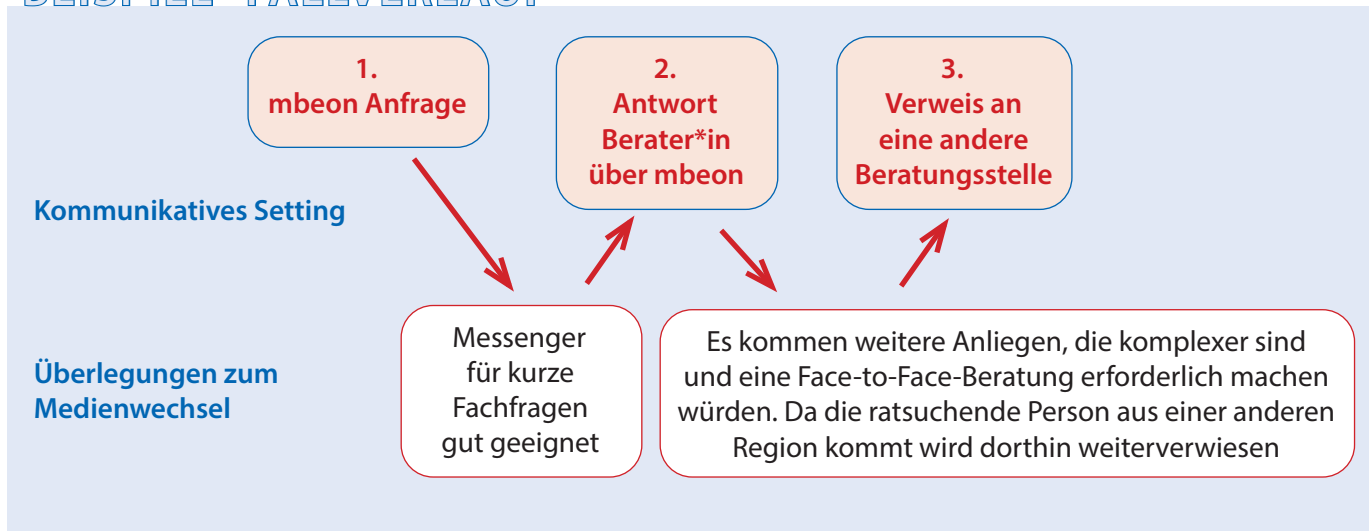 BEISPIEL FALLVERLAUF
1.
mbeon Anfrage
2.
Antwort
Berater*in
über mbeon
3.
Verweis an
eine andere
Beratungsstelle
Kommunikatives Setting
Messenger
für kurze
Fachfragen
gut geeignet
Es kommen weitere Anliegen, die komplexer sind
und eine Face-to-Face-Beratung erforderlich machen
würden. Da die ratsuchende Person aus einer anderen
Region kommt wird dorthin weiterverwiesen
Überlegungen zum
Medienwechsel